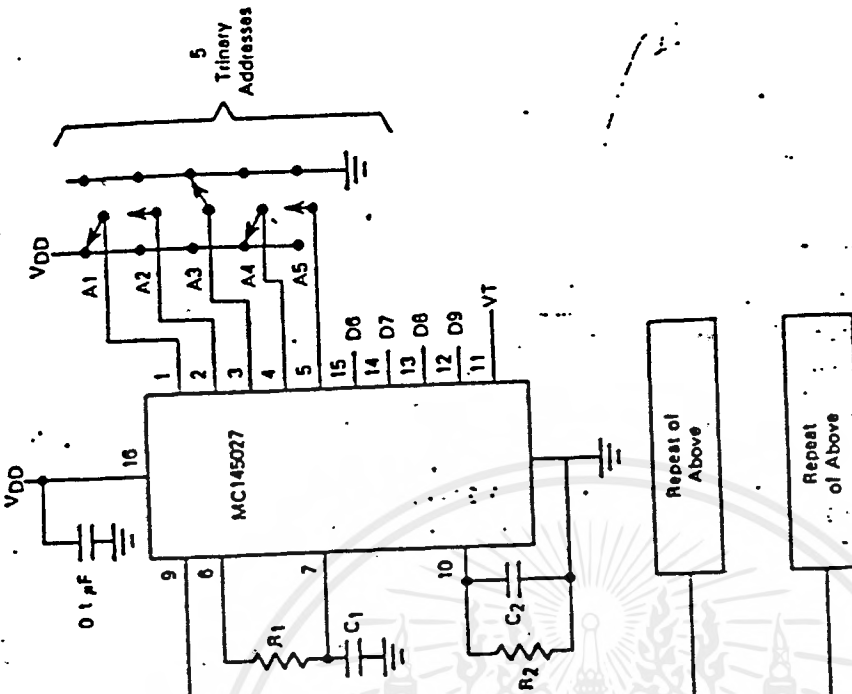 5
Trinary
Addresses
VDD
VDD
A1
A2
A3
A4
A5
0.1 µF
16
MC145027
1
2
3
4
5
15 D6
14 D7
13 D8
12 D9
11 VT
9
6
7
10
R1
C1
C2
R2
Repeat of
Above
Repeat
of Above